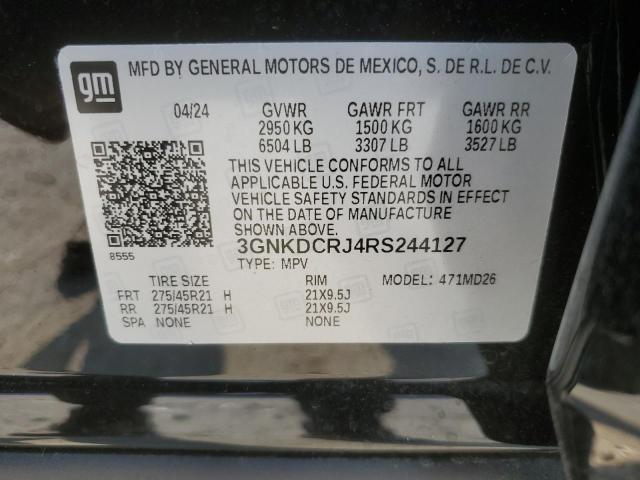 gm
MFD BY GENERAL MOTORS DE MEXICO, S. DE R.L. DE C.V.
04/24 GVWR GAWR FRT GAWR RR
2950 KG 1500 KG 1600 KG
6504 LB 3307 LB 3527 LB
THIS VEHICLE CONFORMS TO ALL
APPLICABLE U.S. FEDERAL MOTOR
VEHICLE SAFETY STANDARDS IN EFFECT
ON THE DATE OF MANUFACTURE
SHOWN ABOVE.
3GNKDCRJ4RS244127
8555
TYPE: MPV
TIRE SIZE RIM MODEL: 471MD26
FRT 275/45R21 H 21X9.5J
RR 275/45R21 H 21X9.5J
SPA NONE NONE